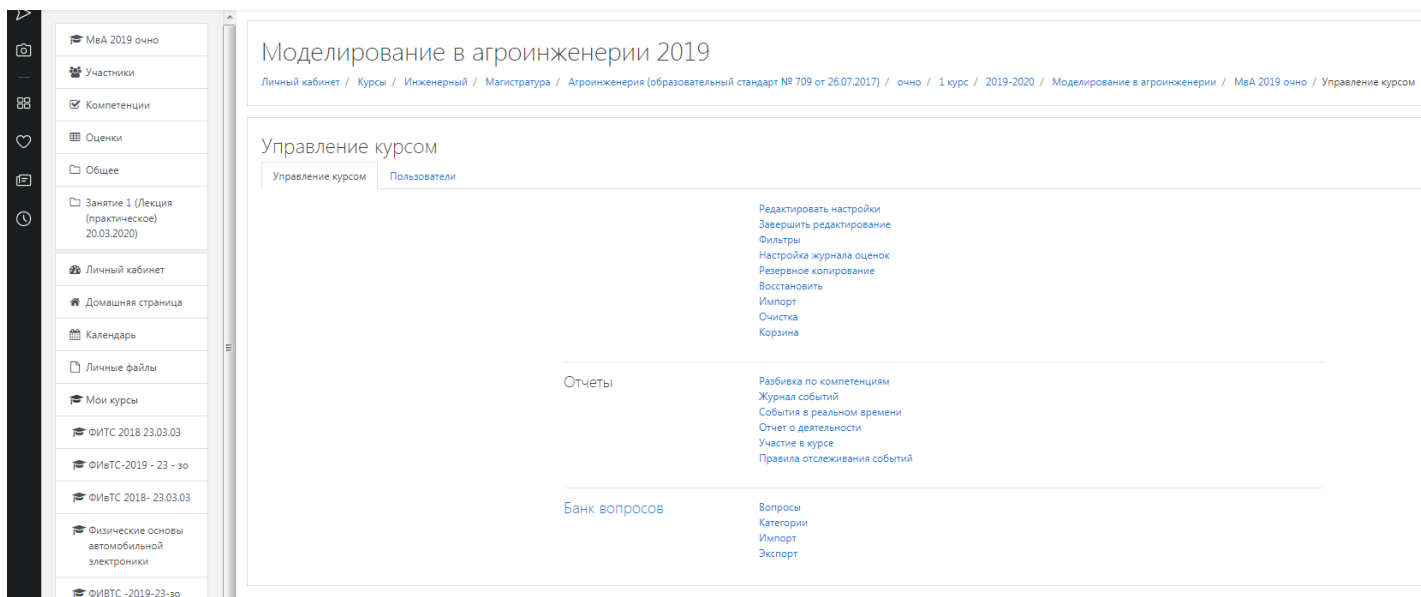 МвА 2019 очно
Участники
Компетенции
Оценки
Общее
Занятие 1 (Лекция
(практическое)
20.03.2020)
Личный кабинет
Домашняя страница
Календарь
Личные файлы
Мои курсы
ФИТС 2018 23.03.03
ФИвТС-2019 - 23 - зо
ФИвТС 2018- 23.03.03
Физические основы
автомобильной
электроники
ФИВТС -2019-23-зо
Моделирование в агроинженерии 2019
Личный кабинет / Курсы / Инженерный / Магистратура / Агроинженерия (образовательный стандарт № 709 от 26.07.2017) / очно / 1 курс / 2019-2020 / Моделирование в агроинженерии / МвА 2019 очно / Управление курсом
Управление курсом
Управление курсом Пользователи
Редактировать настройки
Завершить редактирование
Фильтры
Настройка журнала оценок
Резервное копирование
Восстановить
Импорт
Очистка
Корзина
Отчеты
Разбивка по компетенциям
Журнал событий
События в реальном времени
Отчет о деятельности
Участие в курсе
Правила отслеживания событий
Банк вопросов
Вопросы
Категории
Импорт
Экспорт